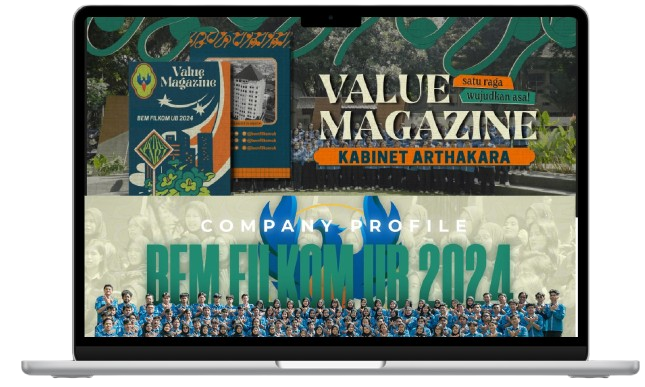 Value
Magazine
BEM FILKOM UB 2024
VALUE
MAGAZINE
satu raga
wujudkan asa!
KABINET ARTHAKARA
COMPANY PROFILE
BEM FILKOM UB 2024